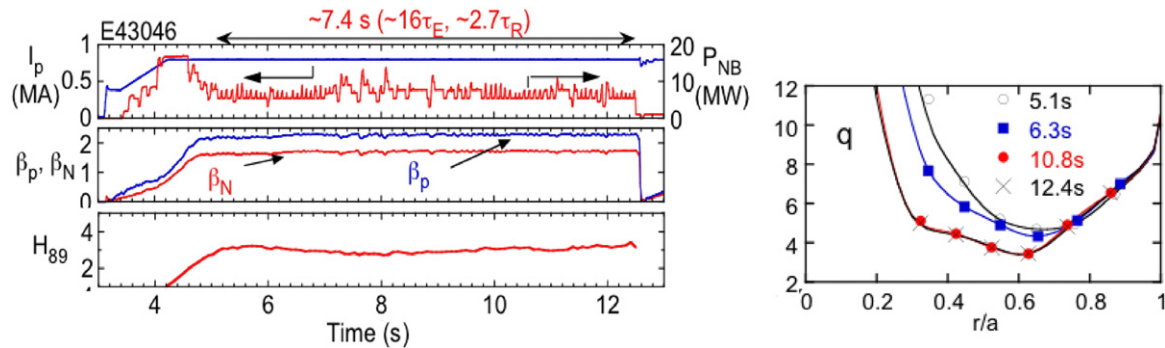 E43046
~7.4 s (~16τE, ~2.7τR)
1
Ip
0.5
(MA)
0
20
PNB
10
(MW)
0
2
βp, βN
1
0
βN
βp
4
H89
3
4
6
8
10
12
Time (s)
12
10
8
6
4
2
q
5.1s
6.3s
10.8s
12.4s
0
0.2
0.4
0.6
0.8
1
r/a